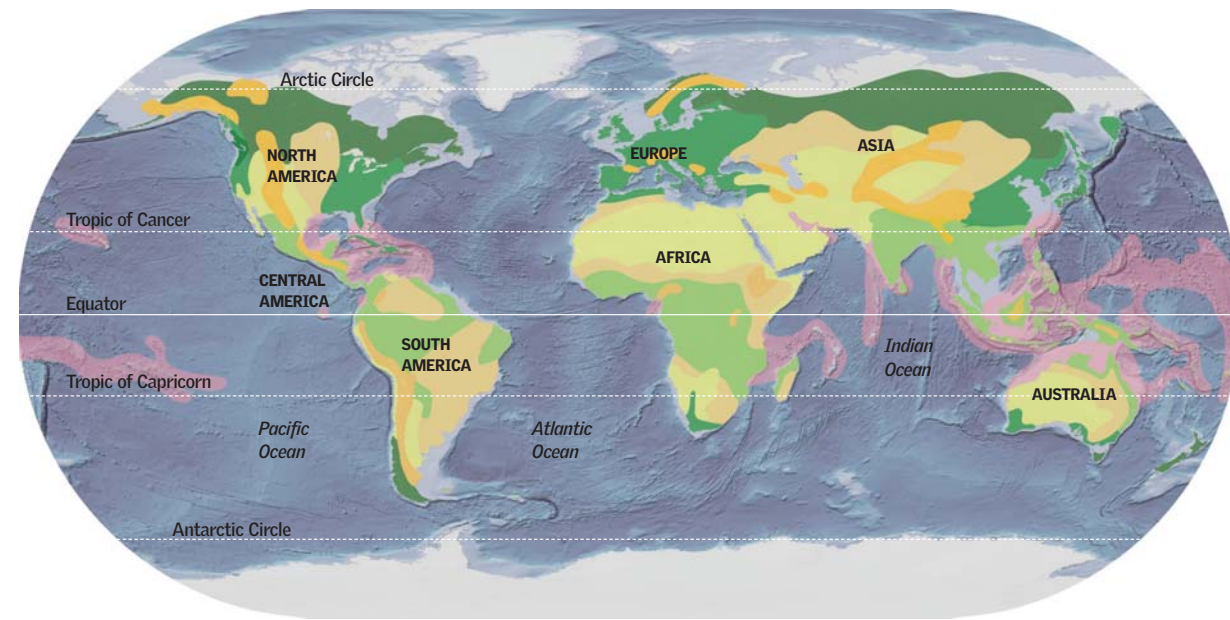 Arctic Circle
NORTH
AMERICA
EUROPE
ASIA
Tropic of Cancer
AFRICA
CENTRAL
AMERICA
Equator
SOUTH
AMERICA
Indian
Ocean
Tropic of Capricorn
AUSTRALIA
Pacific
Ocean
Atlantic
Ocean
Antarctic Circle